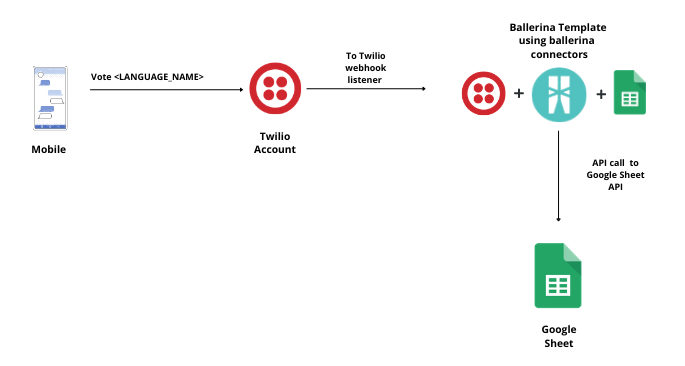 Ballerina Template
using ballerina
connectors
To Twilio
webhook
listener
Vote <LANGUAGE_NAME>
Mobile
Twilio
Account
+
+
API call to
Google Sheet
API
Google
Sheet